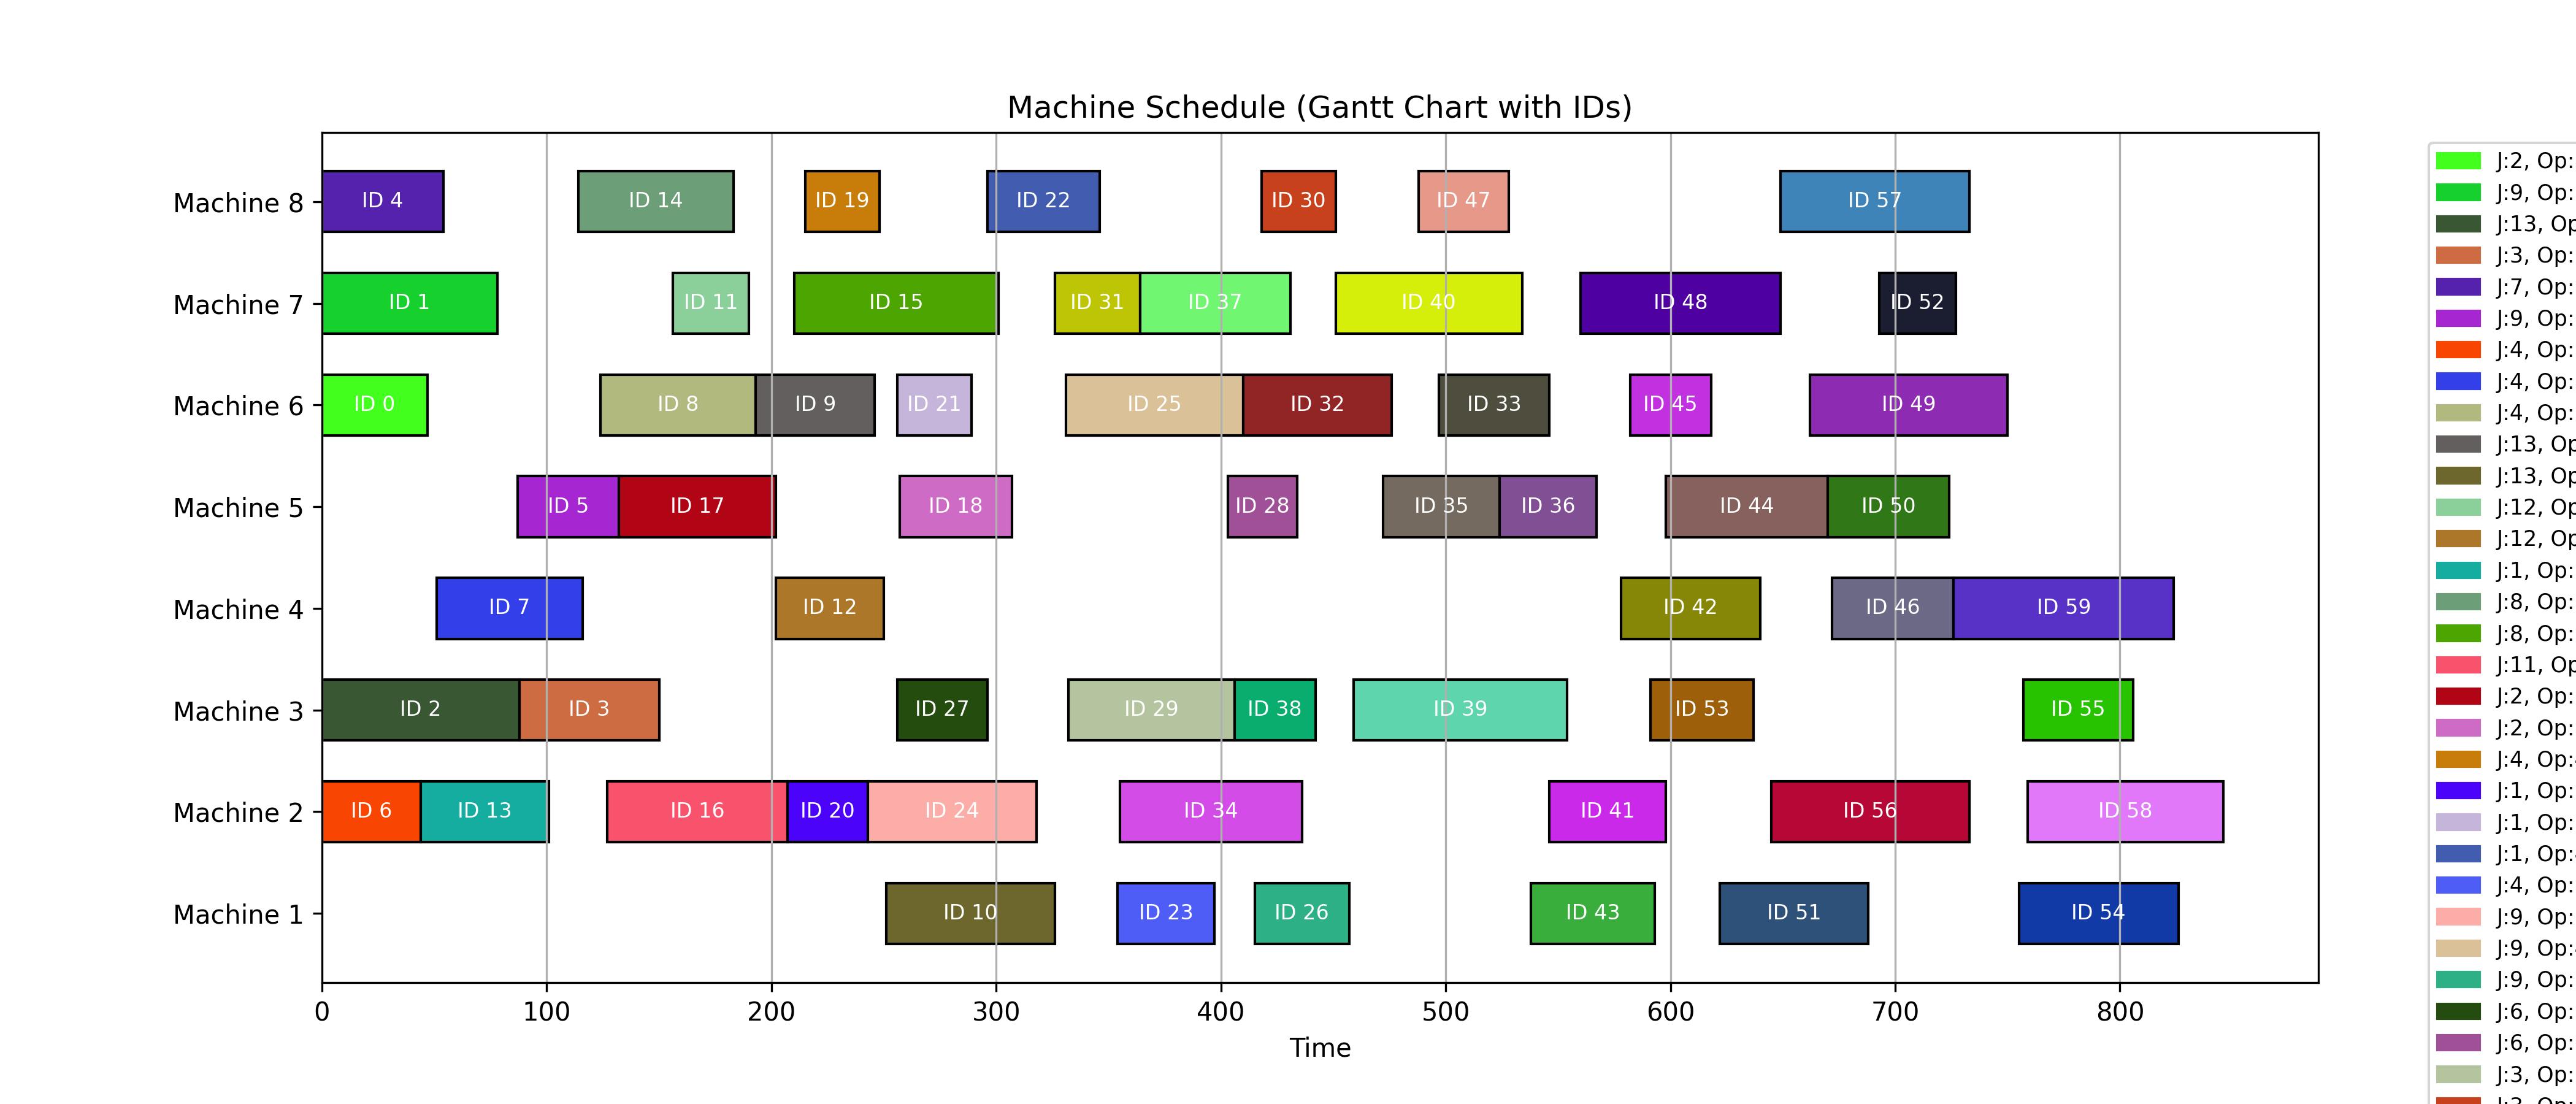 Machine Schedule (Gantt Chart with IDs)
Machine 8
ID 4
ID 14
ID 19
ID 22
ID 30
ID 47
ID 57
Machine 7
ID 1
ID 11
ID 15
ID 31
ID 37
ID 40
ID 48
ID 52
Machine 6
ID 0
ID 8
ID 9
ID 21
ID 25
ID 32
ID 33
ID 45
ID 49
Machine 5
ID 5
ID 17
ID 18
ID 28
ID 35
ID 36
ID 44
ID 50
Machine 4
ID 7
ID 12
ID 42
ID 46
ID 59
Machine 3
ID 2
ID 3
ID 27
ID 29
ID 38
ID 39
ID 53
ID 55
Machine 2
ID 6
ID 13
ID 16
ID 20
ID 24
ID 34
ID 41
ID 56
ID 58
Machine 1
ID 10
ID 23
ID 26
ID 43
ID 51
ID 54
0 100 200 300 400 500 600 700 800
Time
J:2, Op:
J:9, Op:
J:13, Op
J:3, Op:
J:7, Op:
J:9, Op:
J:4, Op:
J:4, Op:
J:4, Op:
J:13, Op
J:13, Op
J:12, Op
J:12, Op
J:1, Op:
J:8, Op:
J:8, Op:
J:11, Op
J:2, Op:
J:2, Op:
J:4, Op:
J:1, Op:
J:1, Op:
J:1, Op:
J:4, Op:
J:9, Op:
J:9, Op:
J:9, Op:
J:6, Op:
J:6, Op:
J:3, Op: